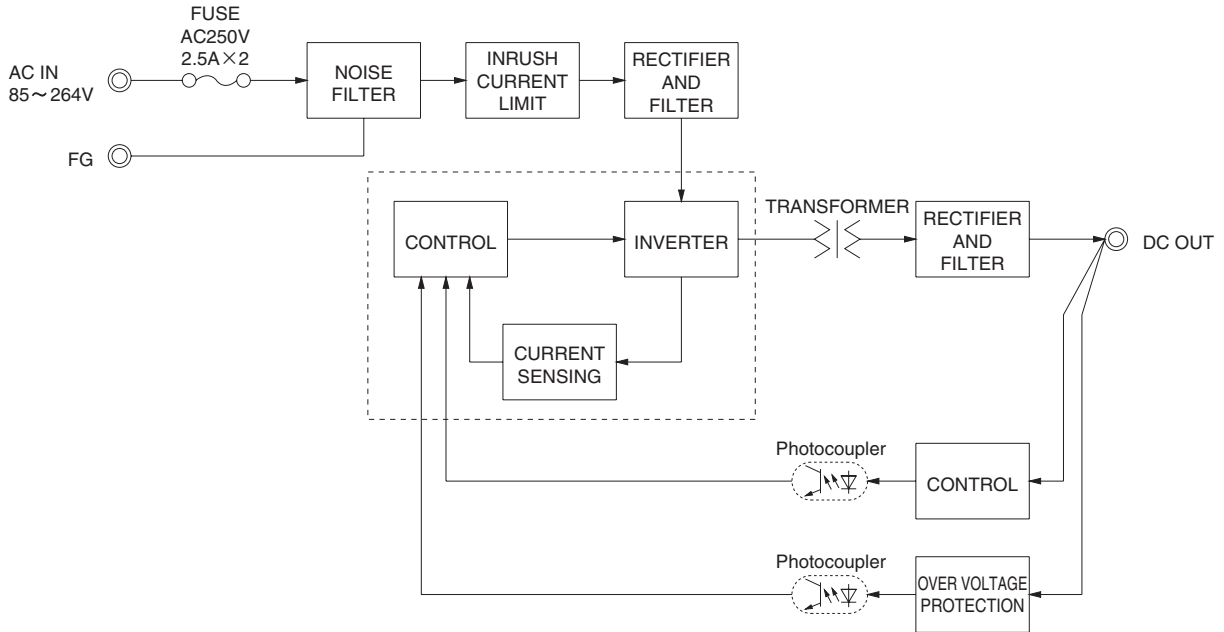 FUSE
AC250V
2.5A×2
AC IN
85～264V
NOISE
FILTER
INRUSH
CURRENT
LIMIT
RECTIFIER
AND
FILTER
FG
CONTROL
INVERTER
TRANSFORMER
RECTIFIER
AND
FILTER
DC OUT
CURRENT
SENSING
Photocoupler
CONTROL
Photocoupler
OVER VOLTAGE
PROTECTION